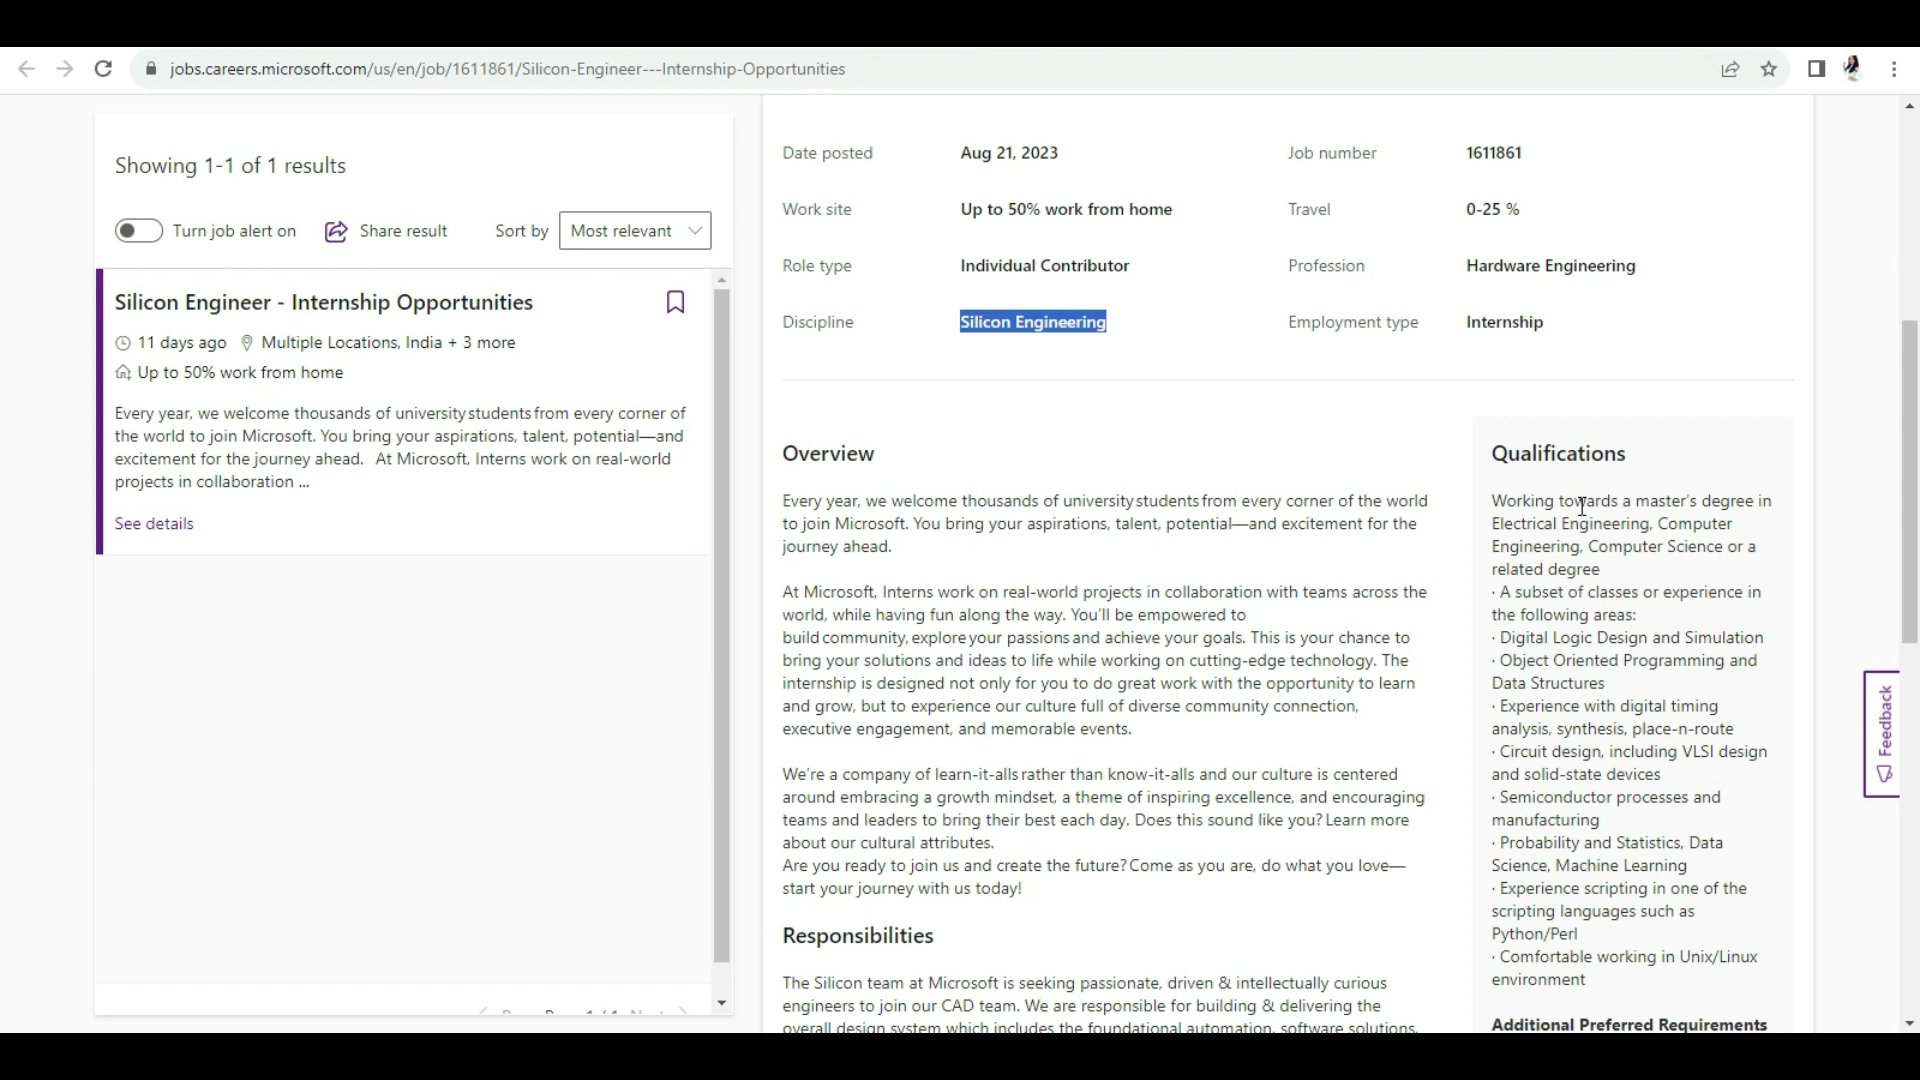 jobs.careers.microsoft.com/us/en/job/1611861/Silicon-Engineer---Internship-Opportunities
Showing 1-1 of 1 results
Turn job alert on
Share result
Sort by
Most relevant
Silicon Engineer - Internship Opportunities
11 days ago
Multiple Locations, India + 3 more
Up to 50% work from home
Every year, we welcome thousands of university students from every corner of
the world to join Microsoft. You bring your aspirations, talent, potential—and
excitement for the journey ahead. At Microsoft, Interns work on real-world
projects in collaboration ...
See details
Date posted
Aug 21, 2023
Job number
1611861
Work site
Up to 50% work from home
Travel
0-25 %
Role type
Individual Contributor
Profession
Hardware Engineering
Discipline
Silicon Engineering
Employment type
Internship
Overview
Every year, we welcome thousands of university students from every corner of the world
to join Microsoft. You bring your aspirations, talent, potential—and excitement for the
journey ahead.
At Microsoft, Interns work on real-world projects in collaboration with teams across the
world, while having fun along the way. You'll be empowered to
build community, explore your passions and achieve your goals. This is your chance to
bring your solutions and ideas to life while working on cutting-edge technology. The
internship is designed not only for you to do great work with the opportunity to learn
and grow, but to experience our culture full of diverse community connection,
executive engagement, and memorable events.
We're a company of learn-it-alls rather than know-it-alls and our culture is centered
around embracing a growth mindset, a theme of inspiring excellence, and encouraging
teams and leaders to bring their best each day. Does this sound like you? Learn more
about our cultural attributes.
Are you ready to join us and create the future? Come as you are, do what you love—
start your journey with us today!
Responsibilities
The Silicon team at Microsoft is seeking passionate, driven & intellectually curious
engineers to join our CAD team. We are responsible for building & delivering the
overall design system which includes the foundational automation, software solutions,
Qualifications
Working towards a master's degree in
Electrical Engineering, Computer
Engineering, Computer Science or a
related degree
· A subset of classes or experience in
the following areas:
· Digital Logic Design and Simulation
· Object Oriented Programming and
Data Structures
· Experience with digital timing
analysis, synthesis, place-n-route
· Circuit design, including VLSI design
and solid-state devices
· Semiconductor processes and
manufacturing
· Probability and Statistics, Data
Science, Machine Learning
· Experience scripting in one of the
scripting languages such as
Python/Perl
· Comfortable working in Unix/Linux
environment
Additional Preferred Requirements
Feedback